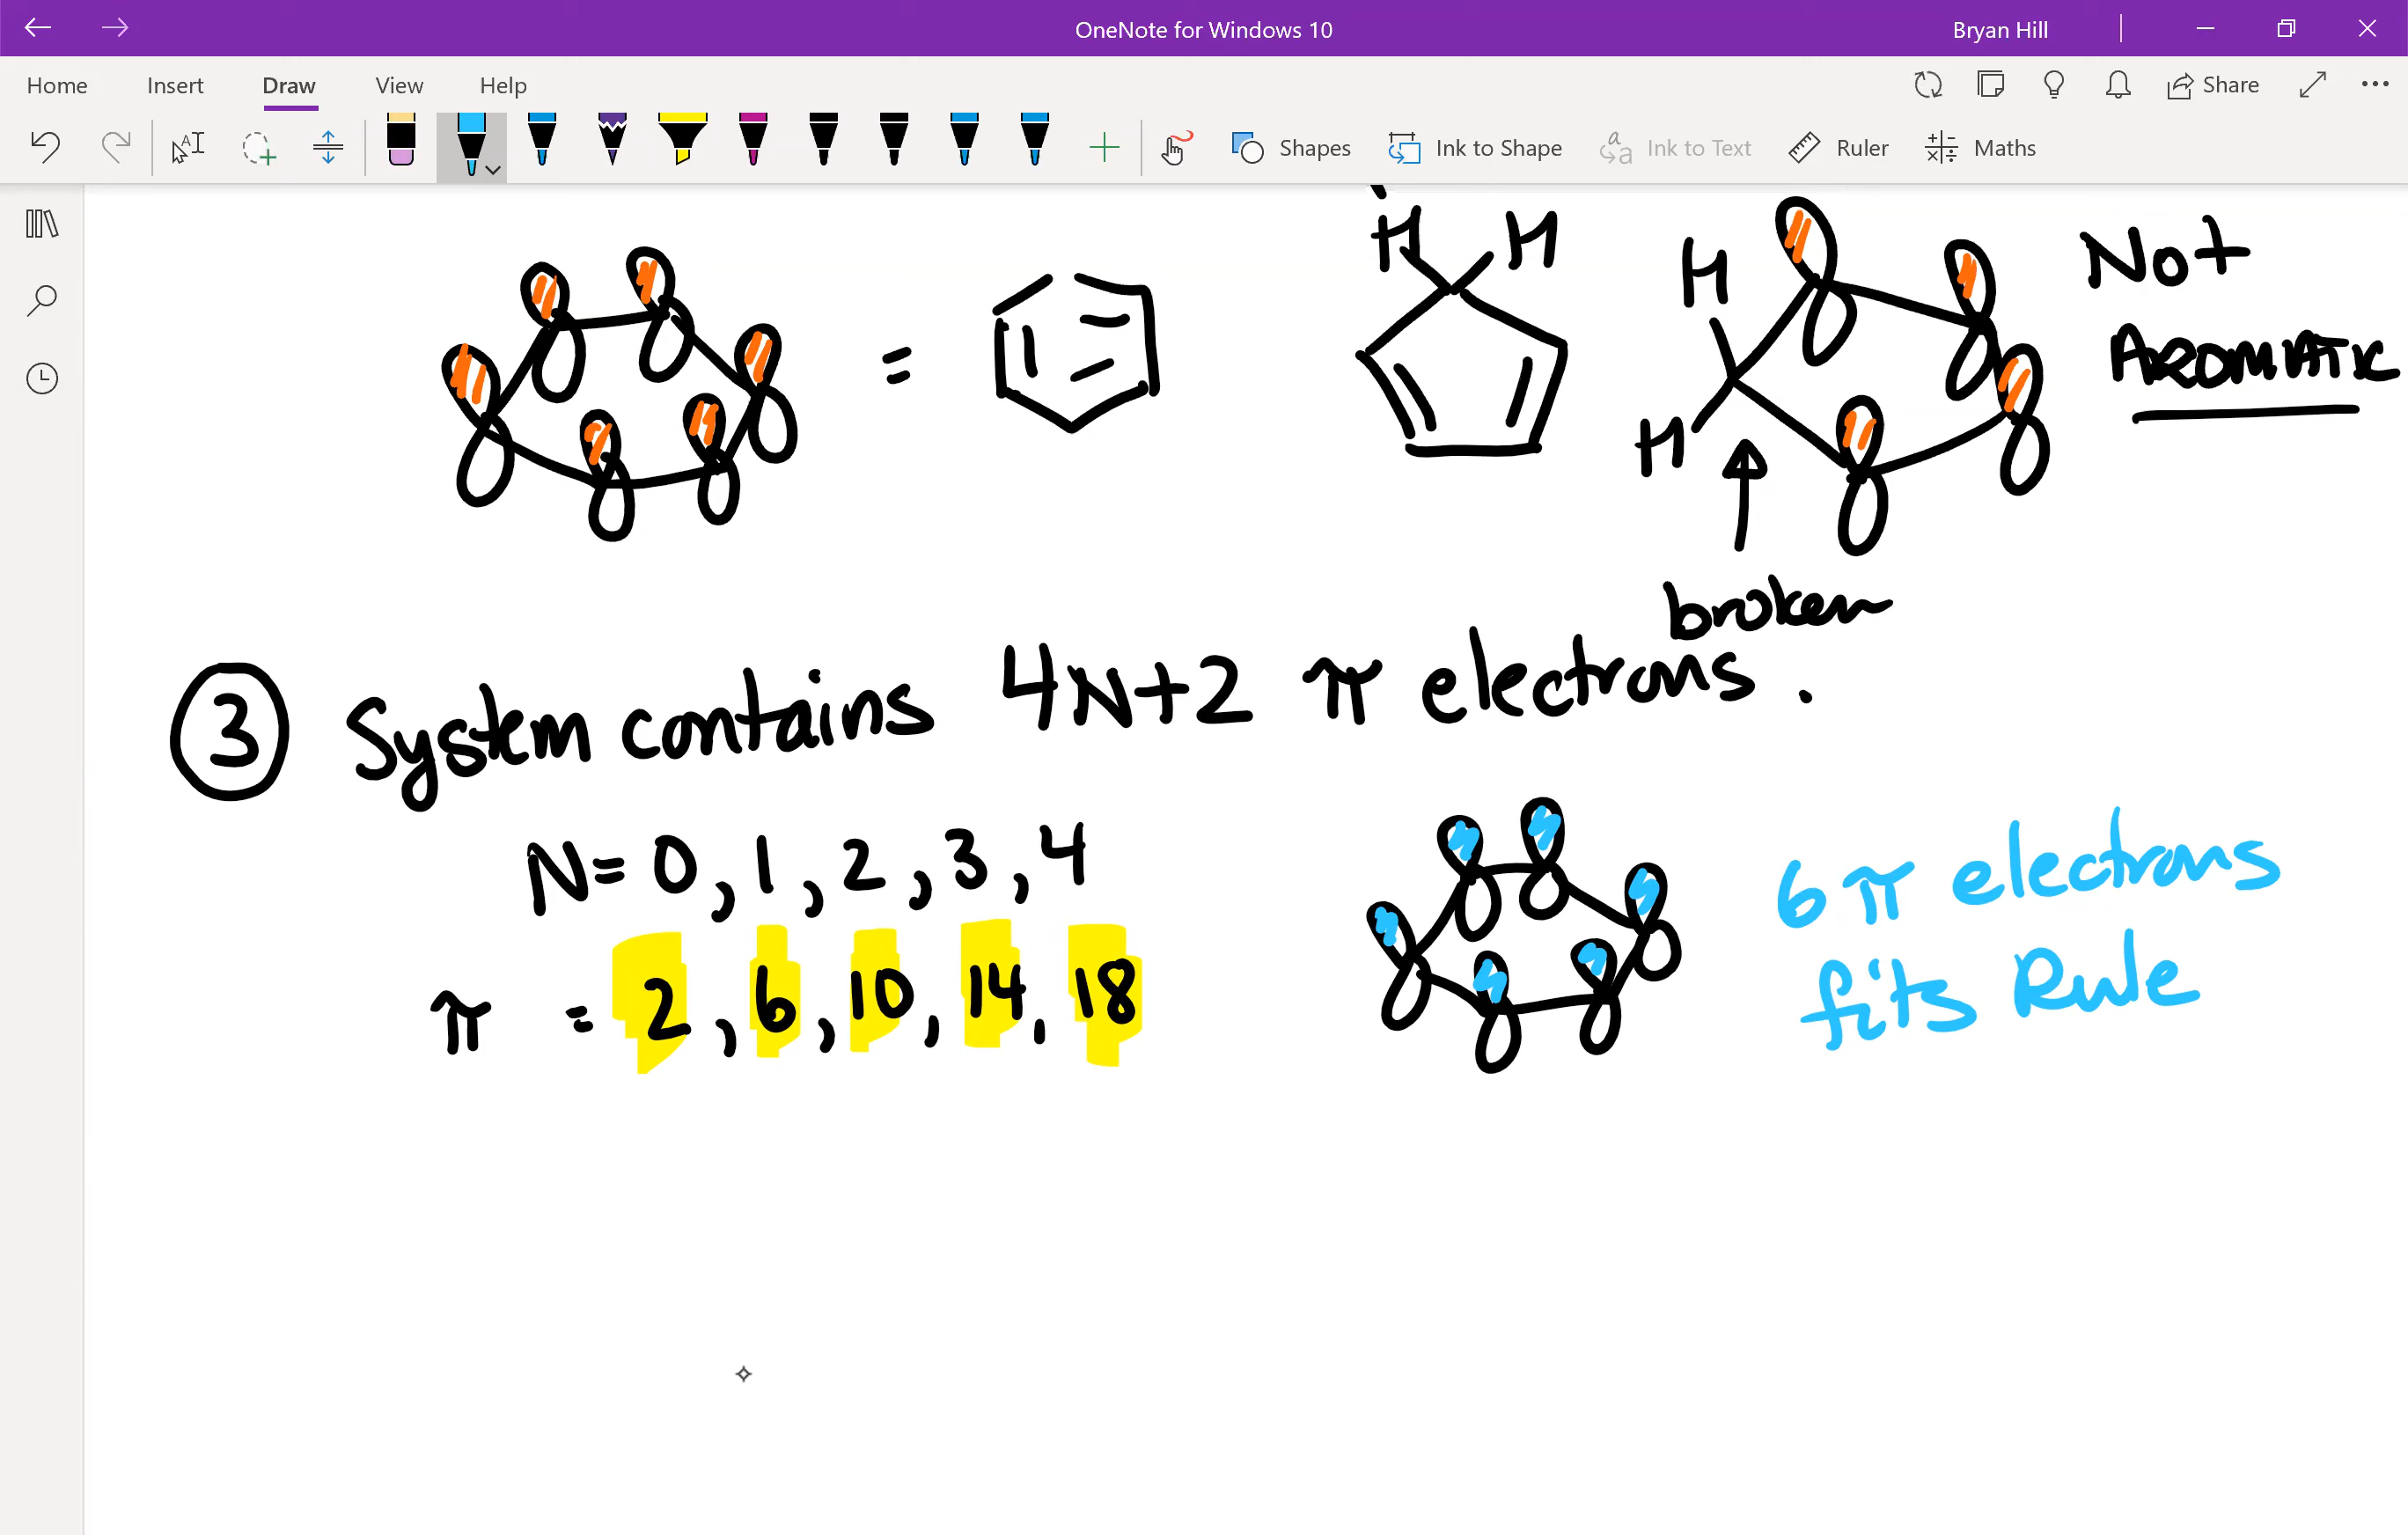 OneNote for Windows 10
Bryan Hill
Home Insert Draw View Help
Share
Shapes Ink to Shape Ink to Text Ruler Maths
H H
H
H
Not
AROMATIC
=
broken
3 System contains 4N+2 π electrons.
N= 0, 1, 2, 3, 4
π = 2, 6, 10, 14, 18
6 π electrons
fits Rule